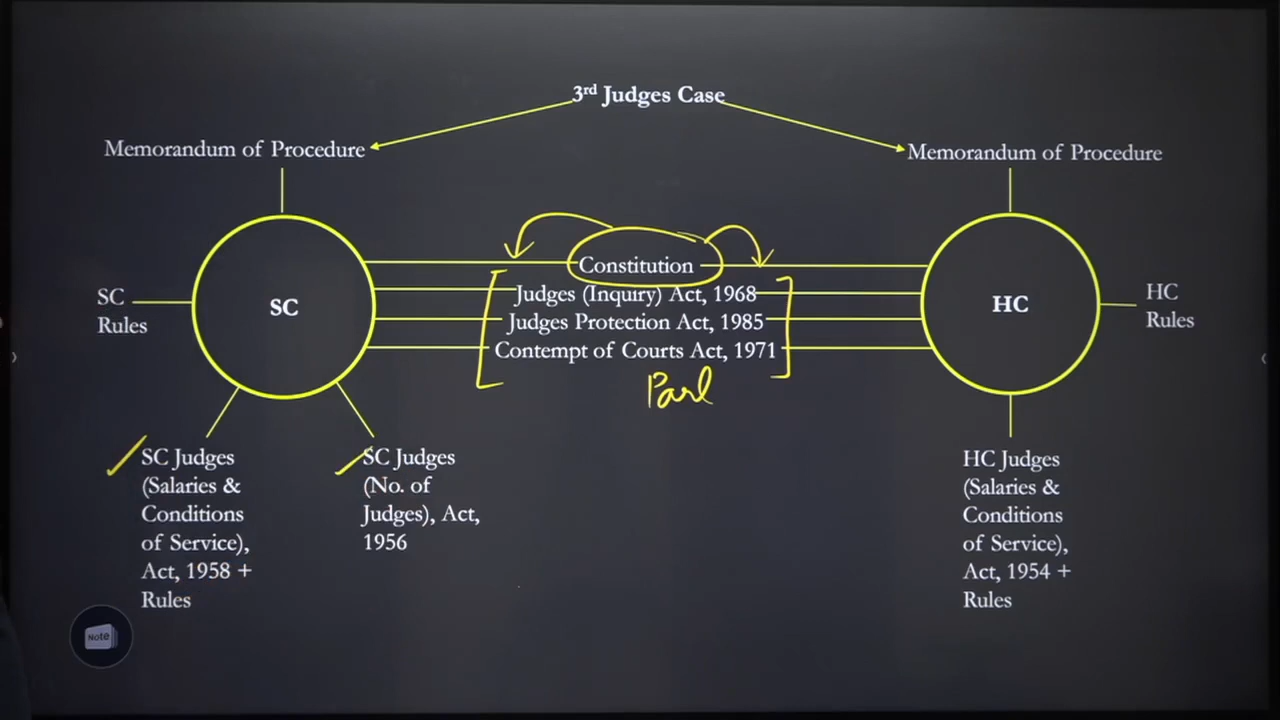 3rd Judges Case
Memorandum of Procedure
Memorandum of Procedure
Constitution
Judges (Inquiry) Act, 1968
Judges Protection Act, 1985
Contempt of Courts Act, 1971
Parl
SC
HC
SC
Rules
HC
Rules
SC Judges
(Salaries &
Conditions
of Service),
Act, 1958 +
Rules
SC Judges
(No. of
Judges), Act,
1956
HC Judges
(Salaries &
Conditions
of Service),
Act, 1954 +
Rules
Note